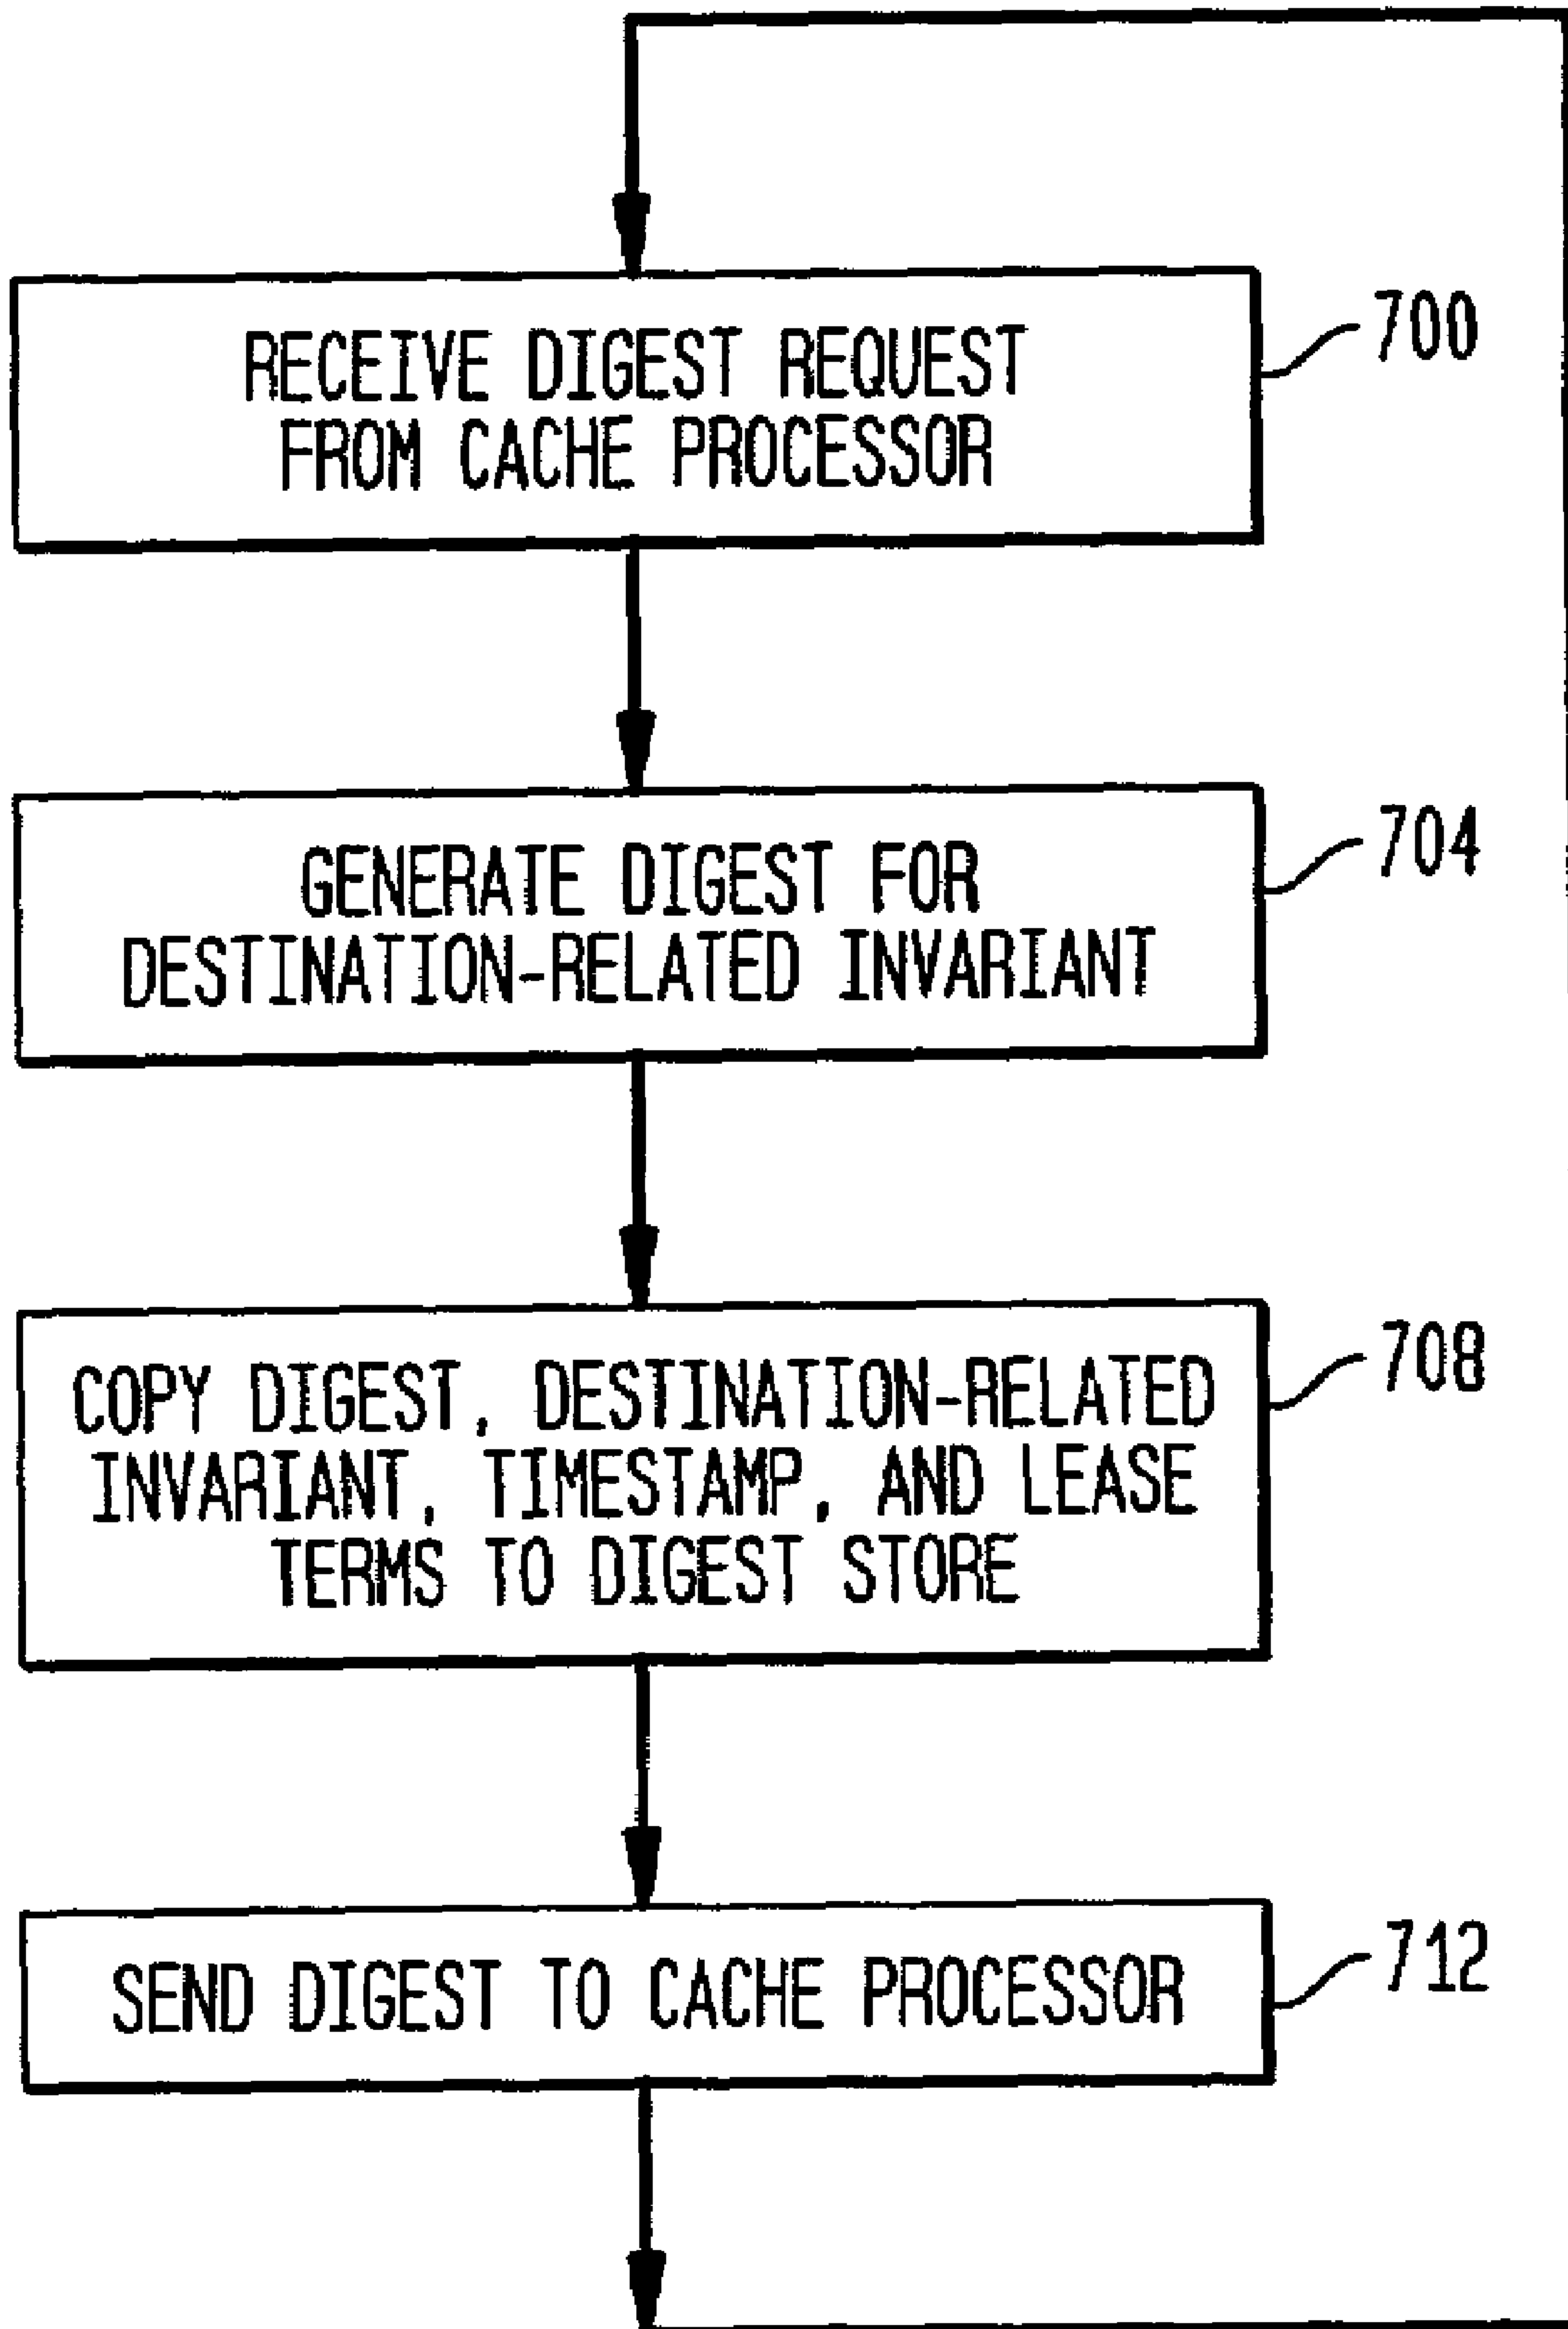 RECEIVE DIGEST REQUEST
FROM CACHE PROCESSOR
700
GENERATE DIGEST FOR
DESTINATION-RELATED INVARIANT
704
COPY DIGEST, DESTINATION-RELATED
INVARIANT, TIMESTAMP, AND LEASE
TERMS TO DIGEST STORE
708
SEND DIGEST TO CACHE PROCESSOR
712